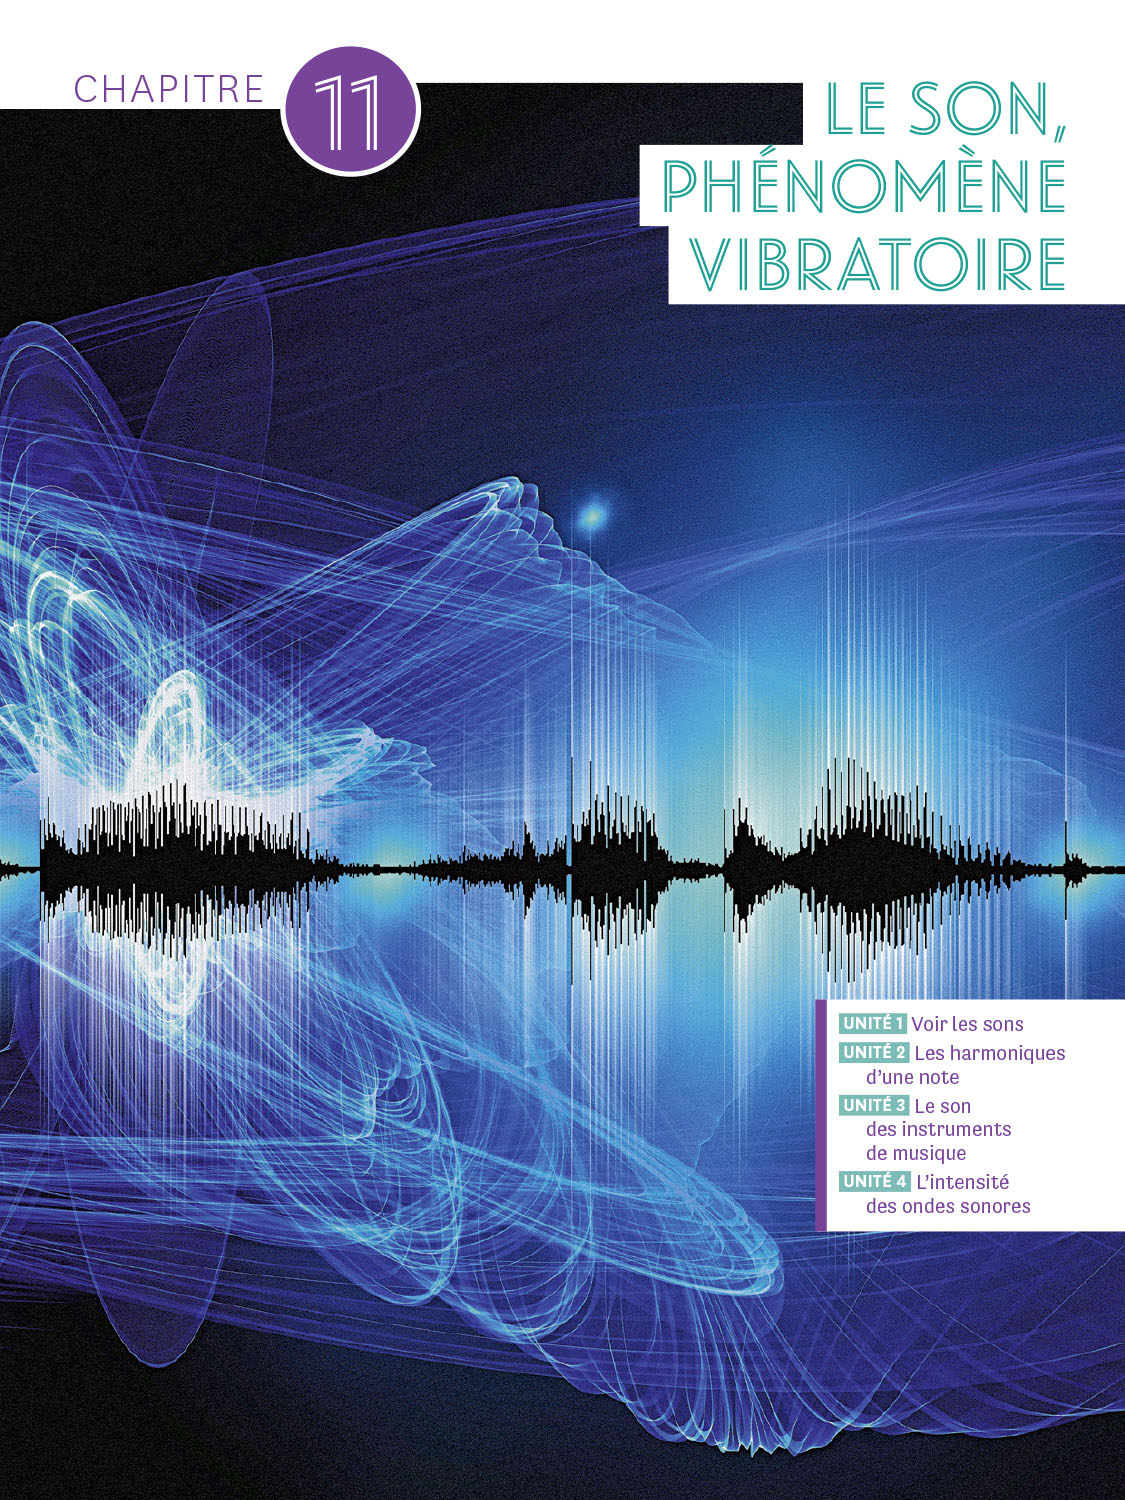 CHAPITRE 11
LE SON,
PHÉNOMÈNE
VIBRATOIRE
UNITÉ 1 Voir les sons
UNITÉ 2 Les harmoniques
d'une note
UNITÉ 3 Le son
des instruments
de musique
UNITÉ 4 L'intensité
des ondes sonores